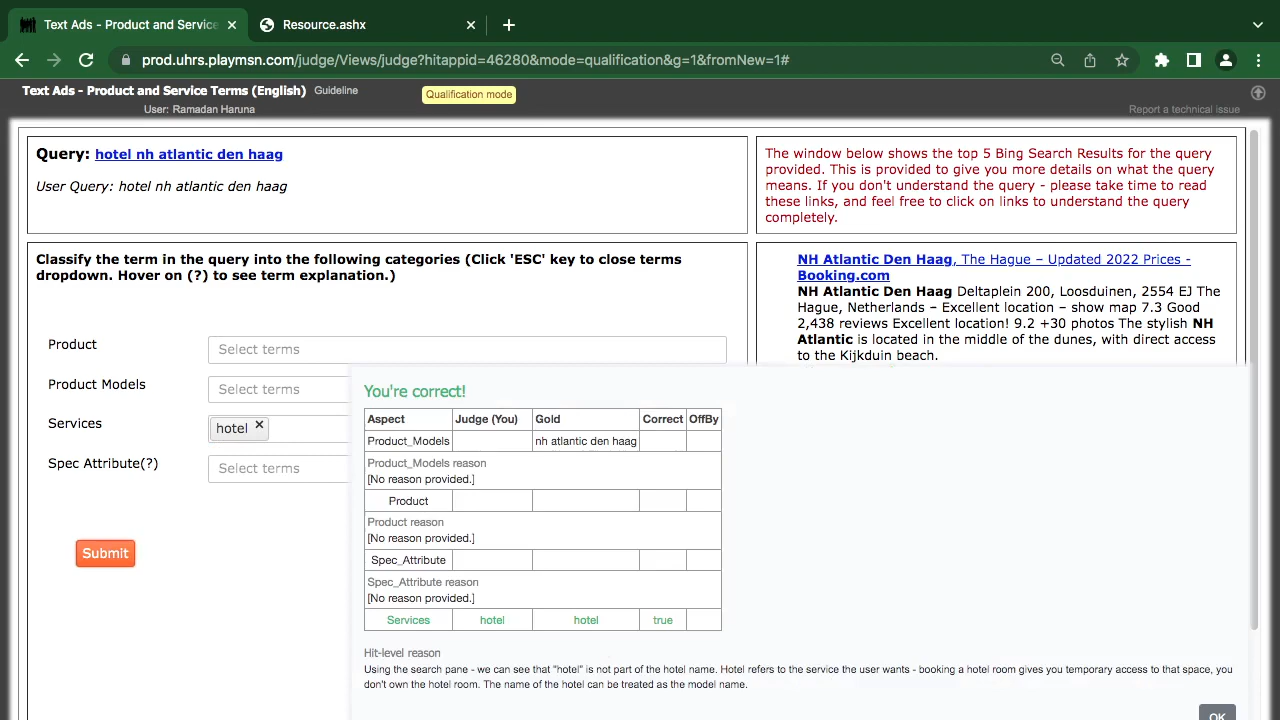 Text Ads - Product and Service
Resource.ashx
prod.uhrs.playmsn.com/judge/Views/judge?hitappid=46280&mode=qualification&g=1&fromNew=1#
Text Ads - Product and Service Terms (English) Guideline
Qualification mode
User: Ramadan Haruna
Report a technical issue
Query: hotel nh atlantic den haag
User Query: hotel nh atlantic den haag
The window below shows the top 5 Bing Search Results for the query
provided. This is provided to give you more details on what the query
means. If you don't understand the query - please take time to read
these links, and feel free to click on links to understand the query
completely.
Classify the term in the query into the following categories (Click 'ESC' key to close terms
dropdown. Hover on (?) to see term explanation.)
Product
Select terms
Product Models
Select terms
Services
hotel
Spec Attribute(?)
Select terms
Submit
NH Atlantic Den Haag, The Hague – Updated 2022 Prices -
Booking.com
NH Atlantic Den Haag Deltaplein 200, Loosduinen, 2554 EJ The
Hague, Netherlands – Excellent location – show map 7.3 Good
2,438 reviews Excellent location! 9.2 +30 photos The stylish NH
Atlantic is located in the middle of the dunes, with direct access
to the Kijkduin beach.
You're correct!
Aspect Judge (You) Gold Correct OffBy
Product_Models nh atlantic den haag
Product_Models reason
[No reason provided.]
Product
Product reason
[No reason provided.]
Spec_Attribute
Spec_Attribute reason
[No reason provided.]
Services hotel hotel true
Hit-level reason
Using the search pane - we can see that "hotel" is not part of the hotel name. Hotel refers to the service the user wants - booking a hotel room gives you temporary access to that space, you
don't own the hotel room. The name of the hotel can be treated as the model name.
OK